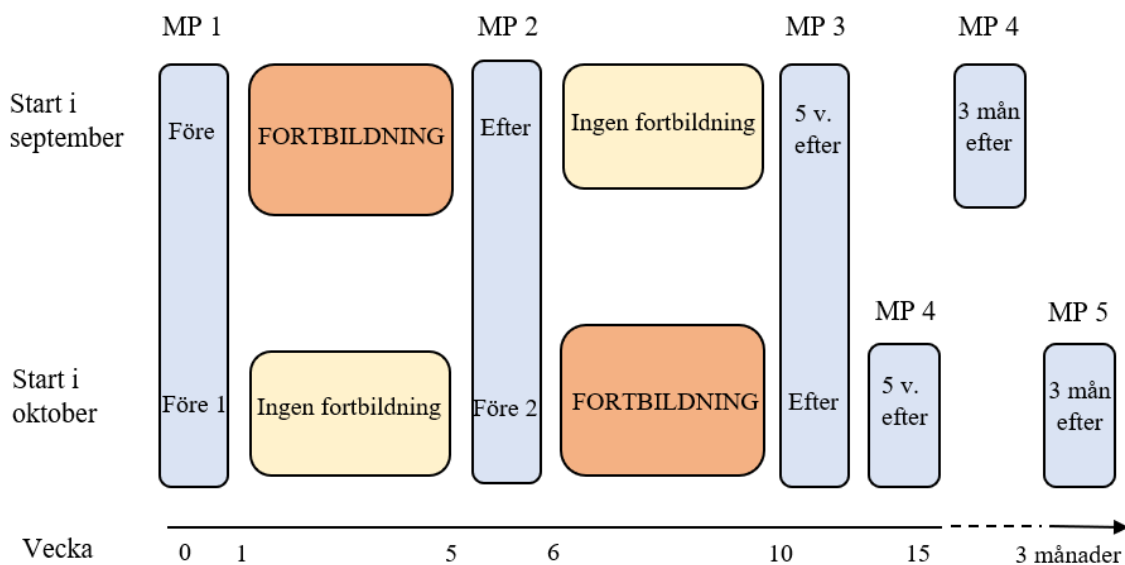 MP 1 MP 2 MP 3 MP 4
Start i
september
Före
FORTBILDNING
Efter
Ingen fortbildning
5 v.
efter
3 mån
efter
MP 4 MP 5
Start i
oktober
Före 1
Ingen fortbildning
Före 2
FORTBILDNING
Efter
5 v.
efter
3 mån
efter
Vecka 0 1 5 6 10 15 3 månader